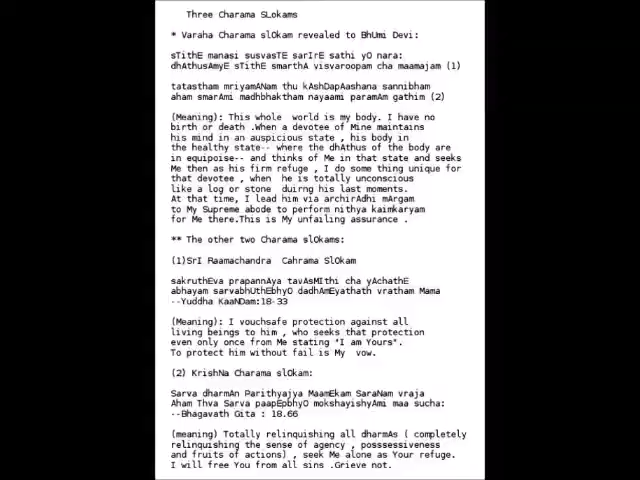 Three Charama SLokams
* Varaha Charama slOkam revealed to BhUmi Devi:
sTithE manasi susvasTE sarIrE sathi yO nara:
dhAthusAmyE sTithE smarthA visvaroopam cha maamajam (1)
tatastham mriyamANam thu kAshDapAashana sannibham
aham smarAmi madhbhaktham nayaami paramAm gathim (2)
(Meaning): This whole world is my body. I have no
birth or death .When a devotee of Mine maintains
his mind in an auspicious state , his body in
the healthy state-- where the dhAthus of the body are
in equipoise-- and thinks of Me in that state and seeks
Me then as his firm refuge , I do some thing unique for
that devotee , when he is totally unconscious
like a log or stone duirng his last moments.
At that time, I lead him via archirAdhi mArgam
to My Supreme abode to perform nithya kaimkaryam
for Me there.This is My unfailing assurance .
** The other two Charama slOkams:
(1)SrI Raamachandra Cahrama SlOkam
sakruthEva prapannAya tavAsMIthi cha yAchathE
abhayam sarvabhUthEbhyO dadhAmEyathath vratham Mama
--Yuddha KaaNDam:18-33
(Meaning): I vouchsafe protection against all
living beings to him , who seeks that protection
even only once from Me stating "I am Yours".
To protect him without fail is My vow.
(2) KrishNa Charama slOkam:
Sarva dharmAn Parithyajya MaamEkam SaraNam vraja
Aham Thva Sarva paapEpbhyO mokshayishyAmi maa sucha:
--Bhagavath Gita : 18.66
(meaning) Totally relinquishing all dharmAs ( completely
relinquishing the sense of agency , posssessiveness
and fruits of actions) , seek Me alone as Your refuge.
I will free You from all sins .Grieve not.